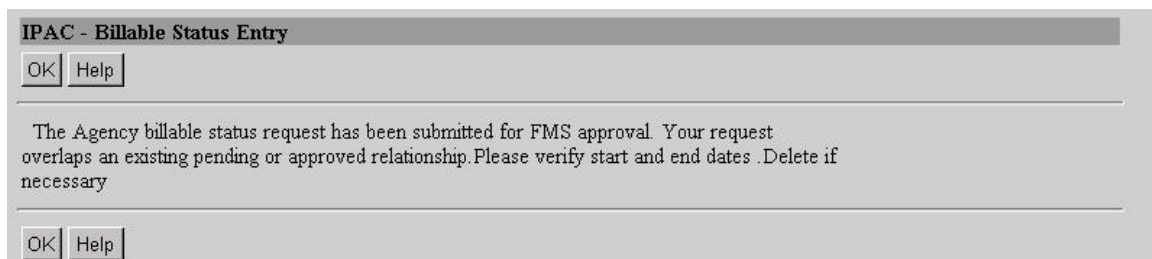 IPAC - Billable Status Entry
OK Help
The Agency billable status request has been submitted for FMS approval. Your request
overlaps an existing pending or approved relationship.Please verify start and end dates .Delete if
necessary
OK Help